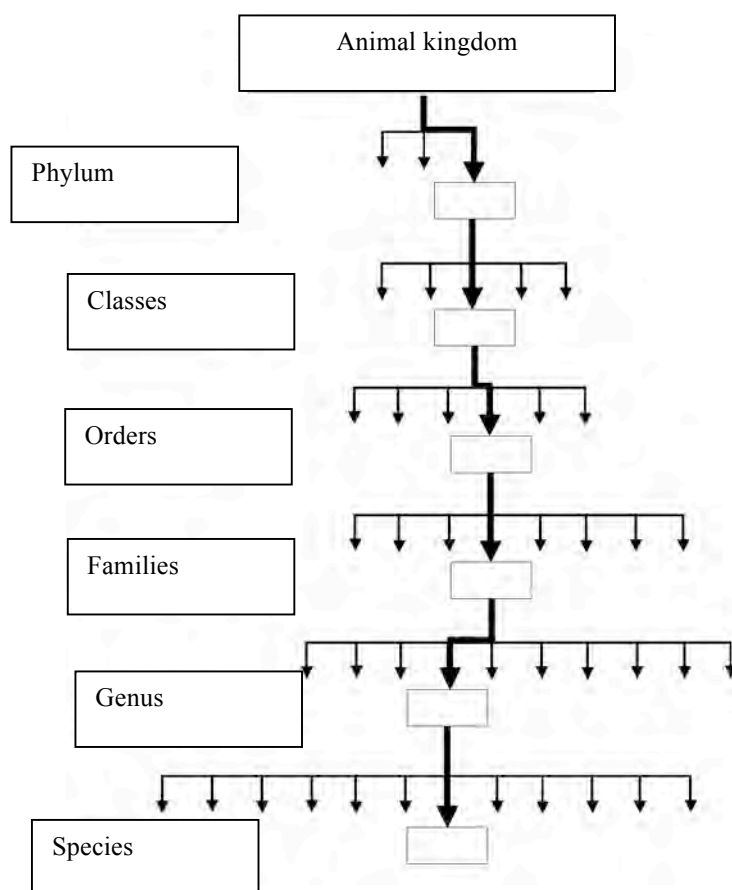 Animal kingdom
Phylum
Classes
Orders
Families
Genus
Species